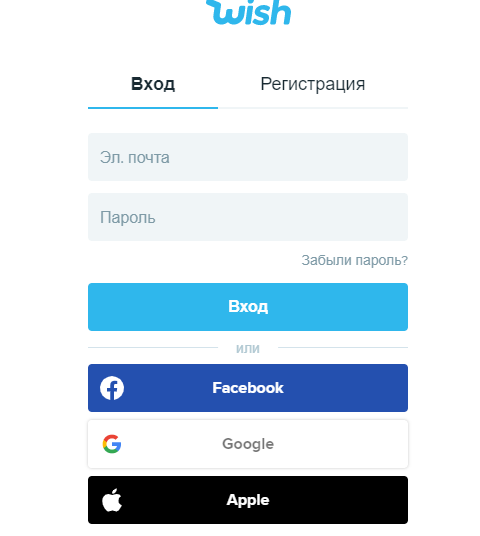 wish
Вход
Регистрация
Эл. почта
Пароль
Забыли пароль?
Вход
или
Facebook
Google
Apple